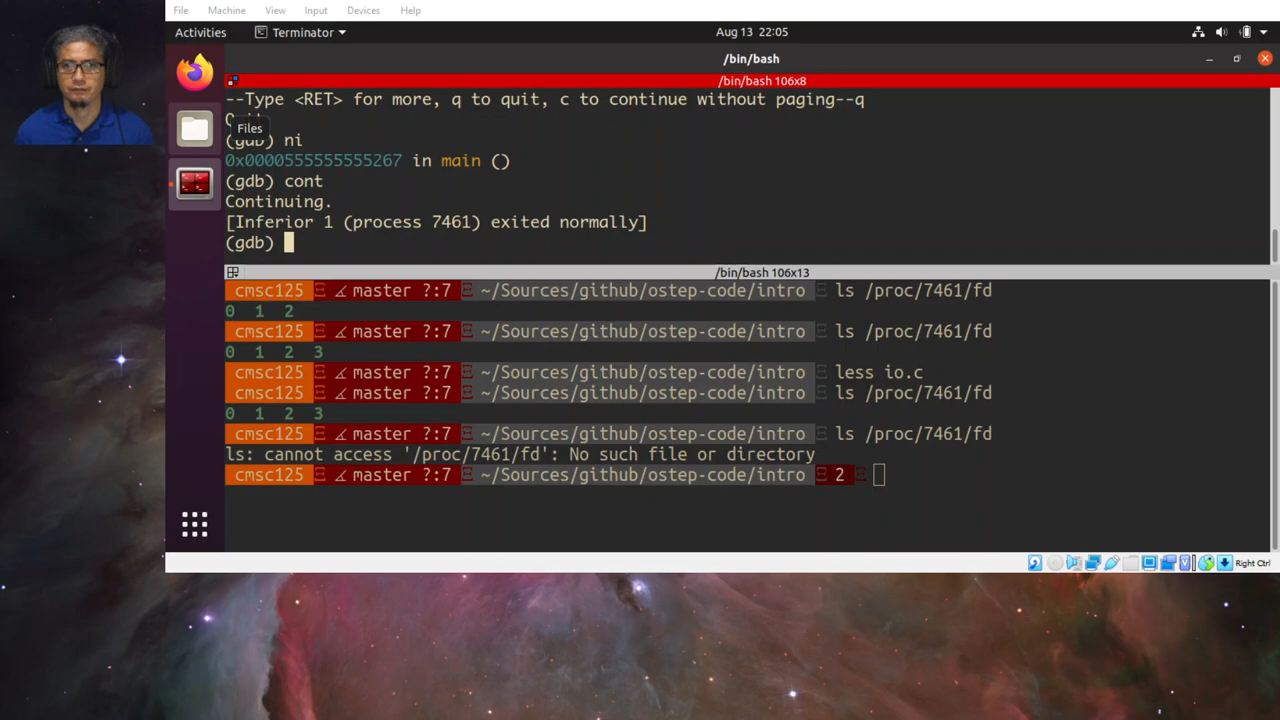 File Machine View Input Devices Help
Activities Terminator Aug 13 22:05
/bin/bash
/bin/bash 106x8
--Type <RET> for more, q to quit, c to continue without paging--q
Files
(gdb) ni
0x0000555555555267 in main ()
(gdb) cont
Continuing.
[Inferior 1 (process 7461) exited normally]
(gdb)
/bin/bash 106x13
cmsc125 master ?:7 ~/Sources/github/ostep-code/intro ls /proc/7461/fd
0 1 2
cmsc125 master ?:7 ~/Sources/github/ostep-code/intro ls /proc/7461/fd
0 1 2 3
cmsc125 master ?:7 ~/Sources/github/ostep-code/intro less io.c
cmsc125 master ?:7 ~/Sources/github/ostep-code/intro ls /proc/7461/fd
0 1 2 3
cmsc125 master ?:7 ~/Sources/github/ostep-code/intro ls /proc/7461/fd
ls: cannot access '/proc/7461/fd': No such file or directory
cmsc125 master ?:7 ~/Sources/github/ostep-code/intro 2
Right Ctrl